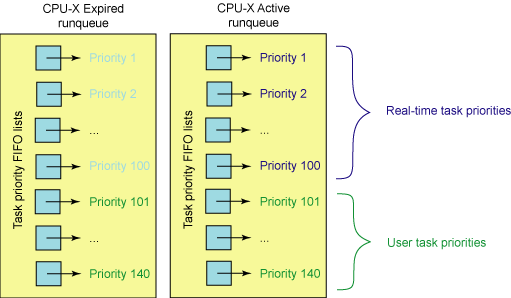 CPU-X Expired
runqueue
Task priority FIFO lists
Priority 1
Priority 2
...
Priority 100
Priority 101
...
Priority 140
CPU-X Active
runqueue
Task priority FIFO lists
Priority 1
Priority 2
...
Priority 100
Priority 101
...
Priority 140
Real-time task priorities
User task priorities